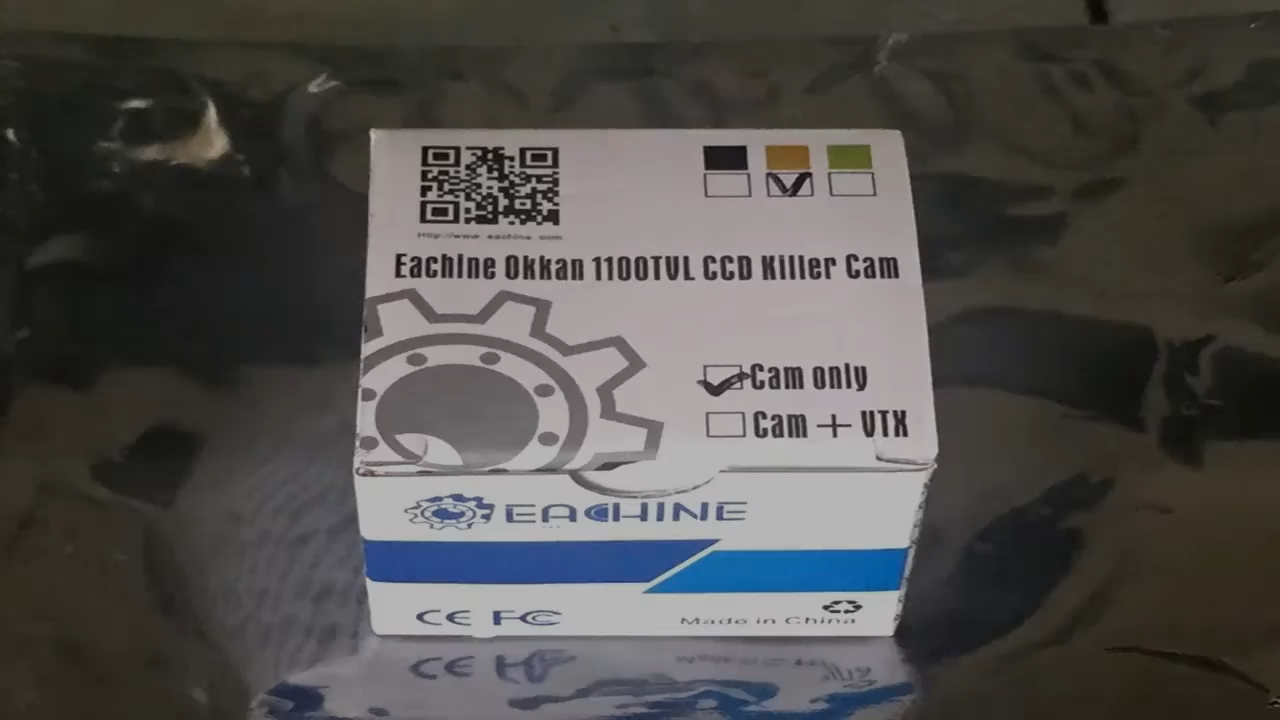 Http://www.eachine.com
Eachine Okkan 1100TVL CCD Killer Cam
Cam only
Cam + VTX
EACHINE
CE FC
Made in China